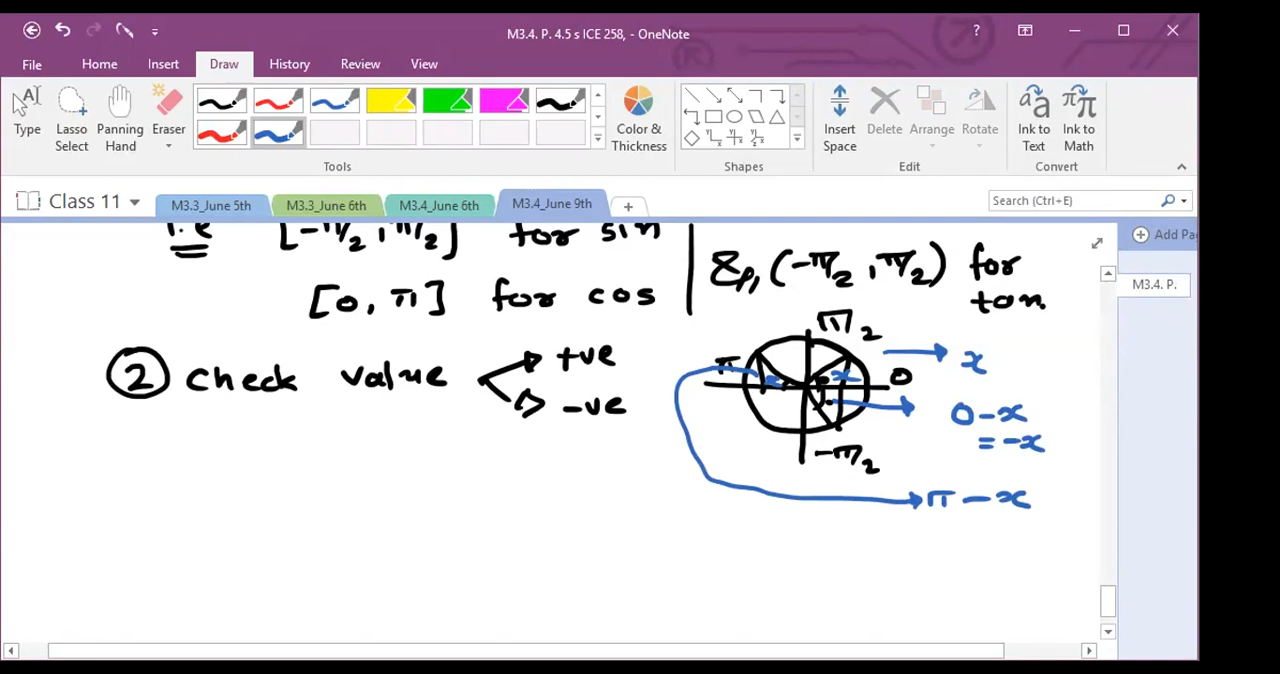 M3.4. P. 4.5 s ICE 258, - OneNote
?
File Home Insert Draw History Review View
Type
Lasso Select
Panning Hand
Eraser
Color & Thickness
Insert Space
Delete
Arrange
Rotate
Ink to Text
Ink to Math
Tools
Shapes
Edit
Convert
Class 11
M3.3_June 5th
M3.3_June 6th
M3.4_June 6th
M3.4_June 9th
+
Search (Ctrl+E)
Add Pa
M3.4. P.
i.e [-π/2, π/2] for sin
[0, π] for cos
(-π/2, π/2) for
tan
② check value
+ve
-ve
π/2
π
0
-π/2
x
x
x
0-x
= -x
π-x